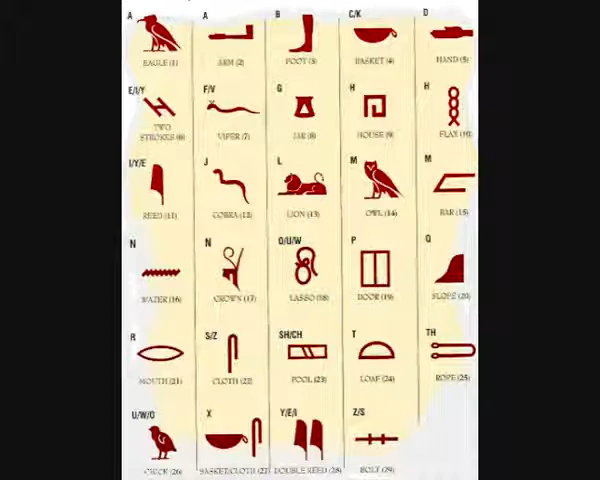 A A B C/K D
EAGLE (1) ARM (2) FOOT (3) BASKET (4) HAND (5)
E/I/Y F/V G H H
TWO
STROKES (6) VIPER (7) JAR (8) HOUSE (9) FLAX (10)
I/Y/E J L M M
REED (11) COBRA (12) LION (13) OWL (14) BAR (15)
N N O/U/W P Q
WATER (16) CROWN (17) LASSO (18) DOOR (19) SLOPE (20)
R S/Z SH/CH T TH
MOUTH (21) CLOTH (22) POOL (23) LOAF (24) ROPE (25)
U/W/O X Y/E/I Z/S
CHICK (26) BASKET/CLOTH (27) DOUBLE REED (28) BOLT (29)